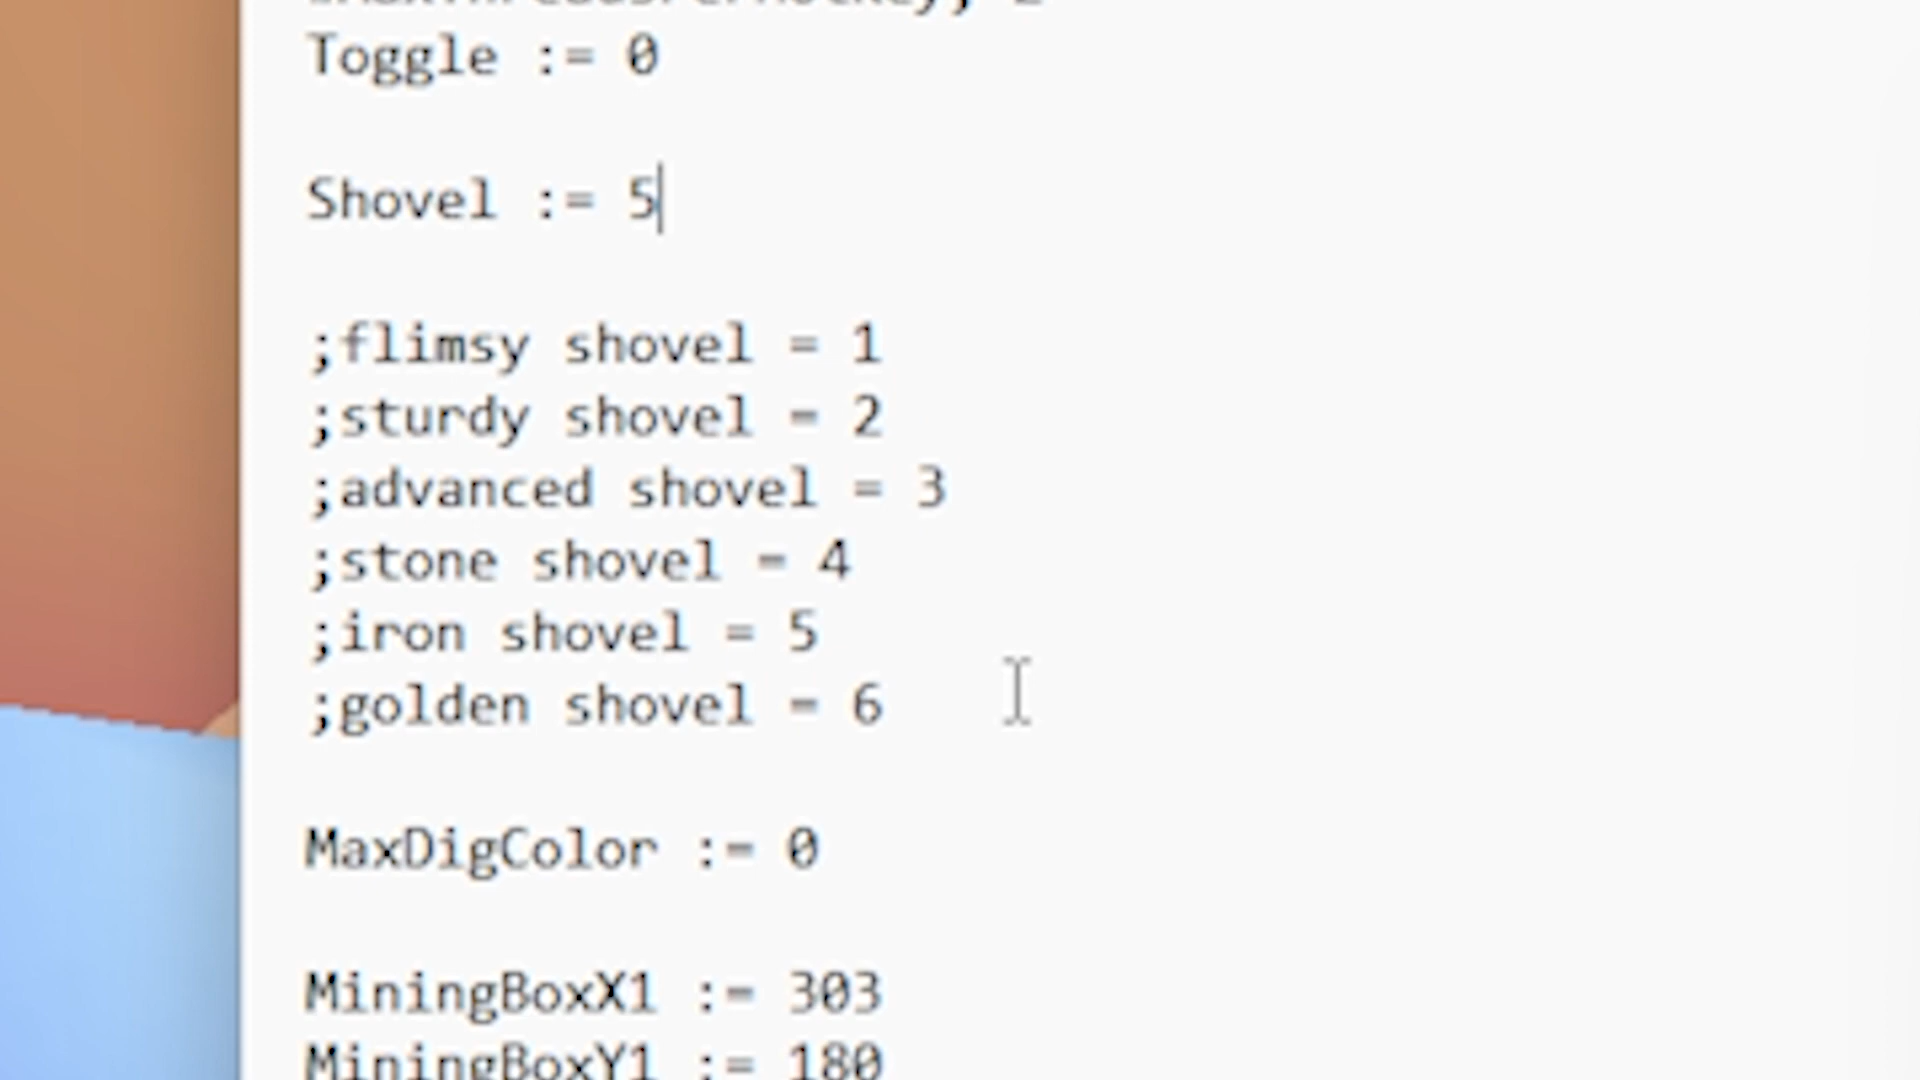 Toggle := 0
Shovel := 5
;flimsy shovel = 1
;sturdy shovel = 2
;advanced shovel = 3
;stone shovel = 4
;iron shovel = 5
;golden shovel = 6
MaxDigColor := 0
MiningBoxX1 := 303
MiningBoxY1 := 180